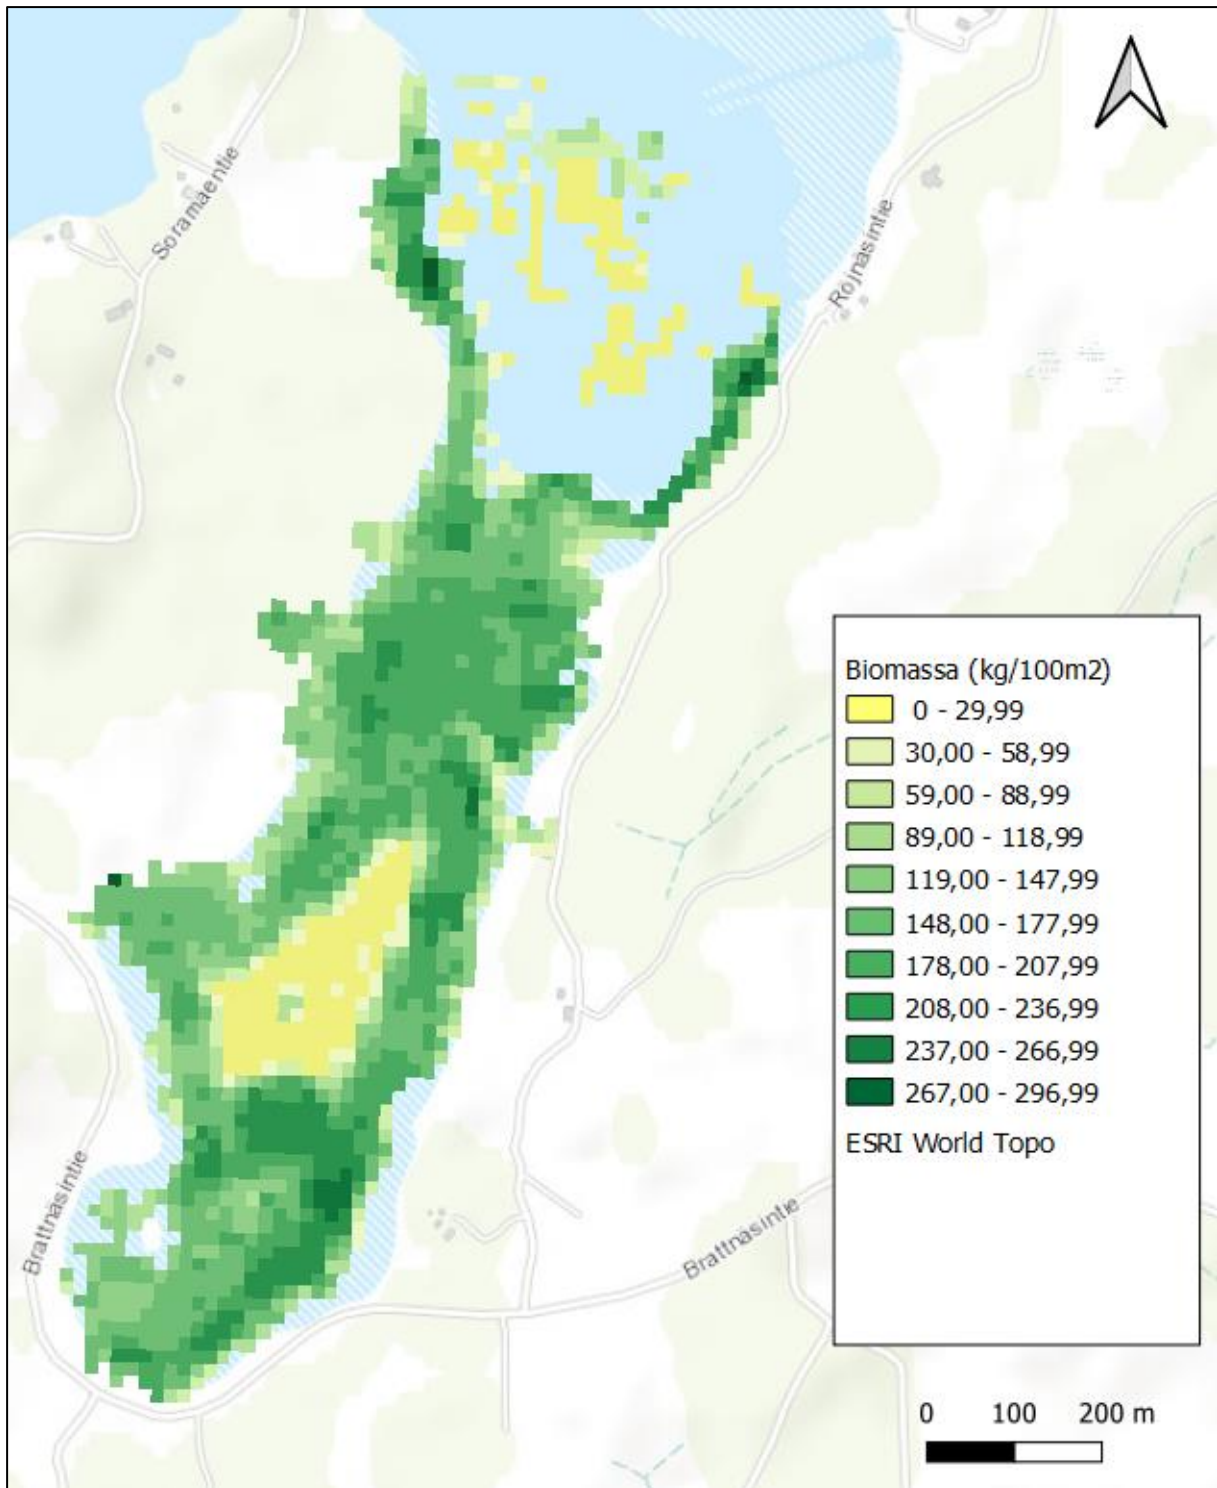 Soramäentie
Röjnäsintie
Biomassa (kg/100m2)
0 - 29,99
30,00 - 58,99
59,00 - 88,99
89,00 - 118,99
119,00 - 147,99
148,00 - 177,99
178,00 - 207,99
208,00 - 236,99
237,00 - 266,99
267,00 - 296,99
ESRI World Topo
Brattnäsintie
Brattnäsintie
0 100 200 m